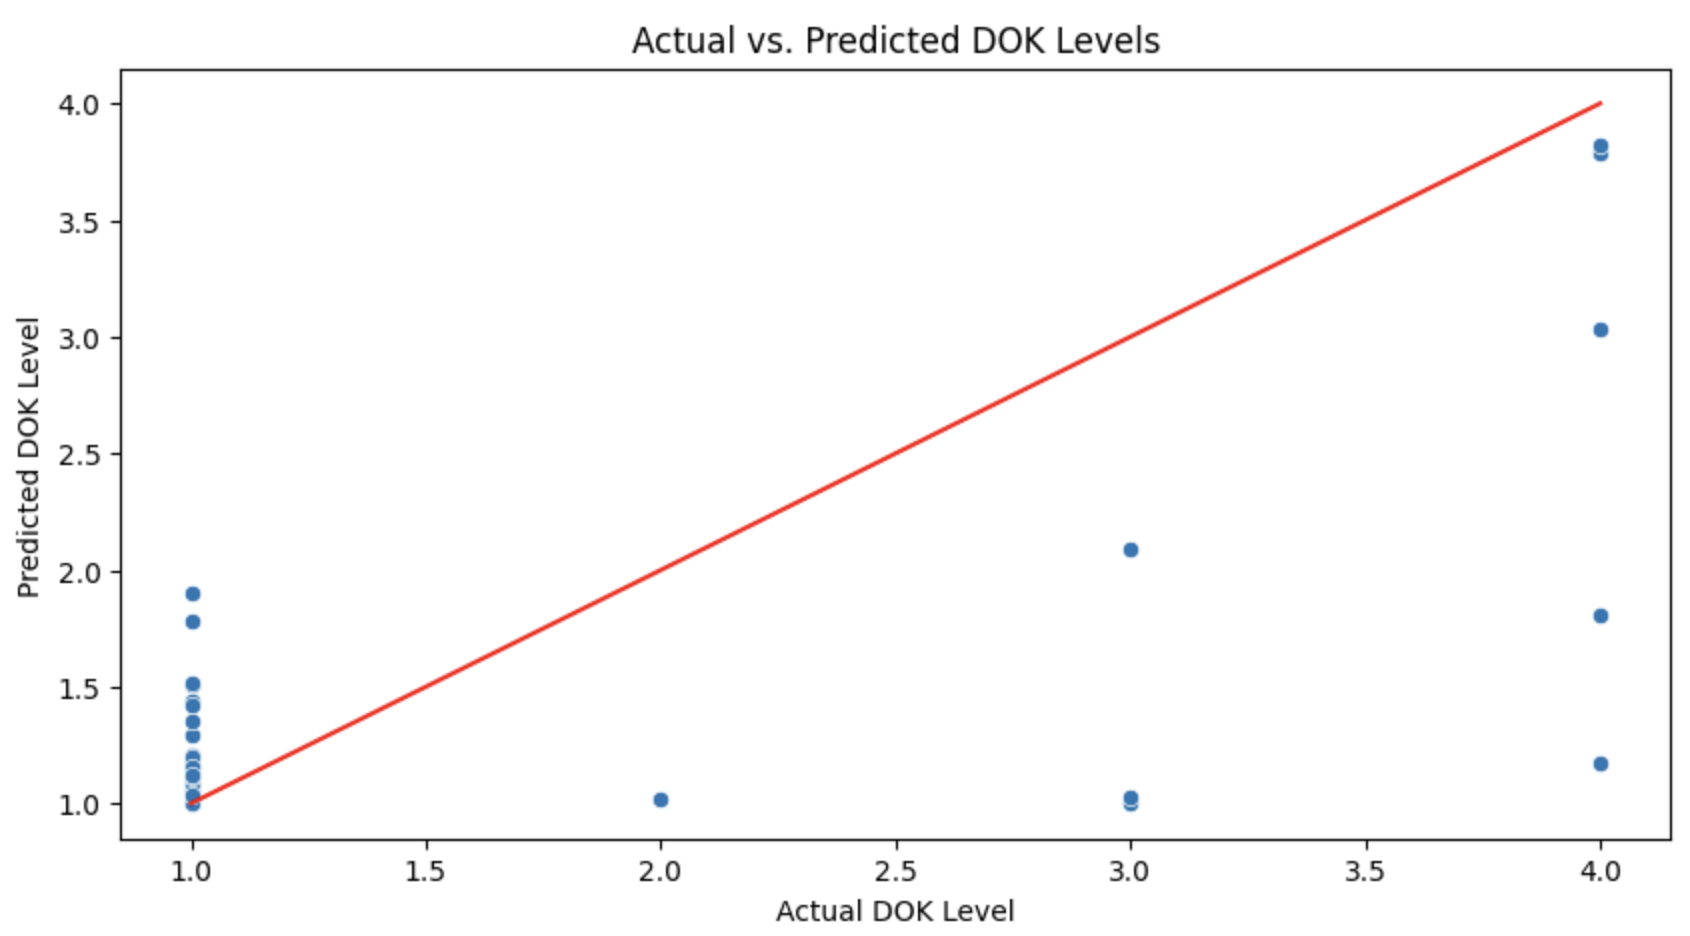 Actual vs. Predicted DOK Levels
Predicted DOK Level
4.0
3.5
3.0
2.5
2.0
1.5
1.0
1.0 1.5 2.0 2.5 3.0 3.5 4.0
Actual DOK Level